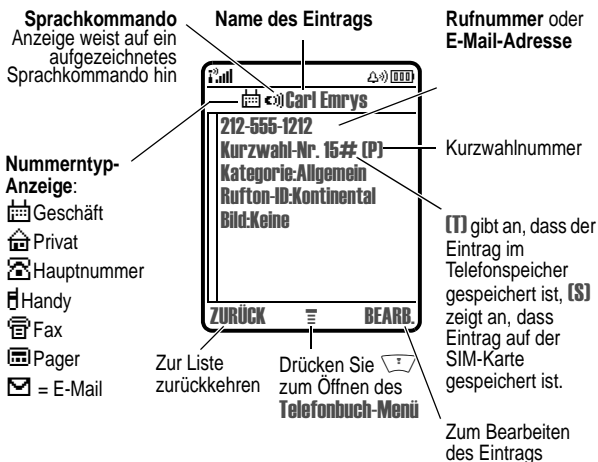 Sprachkommando
Anzeige weist auf ein
aufgezeichnetes
Sprachkommando hin
Name des Eintrags
Rufnummer oder
E-Mail-Adresse
Carl Emrys
212-555-1212
Kurzwahl-Nr. 15# (P)
Kategorie:Allgemein
Rufton-ID:Kontinental
Bild:Keine
ZURÜCK
BEARB.
Kurzwahlnummer
Nummerntyp-
Anzeige:
Geschäft
Privat
Hauptnummer
Handy
Fax
Pager
= E-Mail
(T) gibt an, dass der
Eintrag im
Telefonspeicher
gespeichert ist, (S)
zeigt an, dass
Eintrag auf der
SIM-Karte
gespeichert ist.
Zur Liste
zurückkehren
Drücken Sie
zum Öffnen des
Telefonbuch-Menü
Zum Bearbeiten
des Eintrags